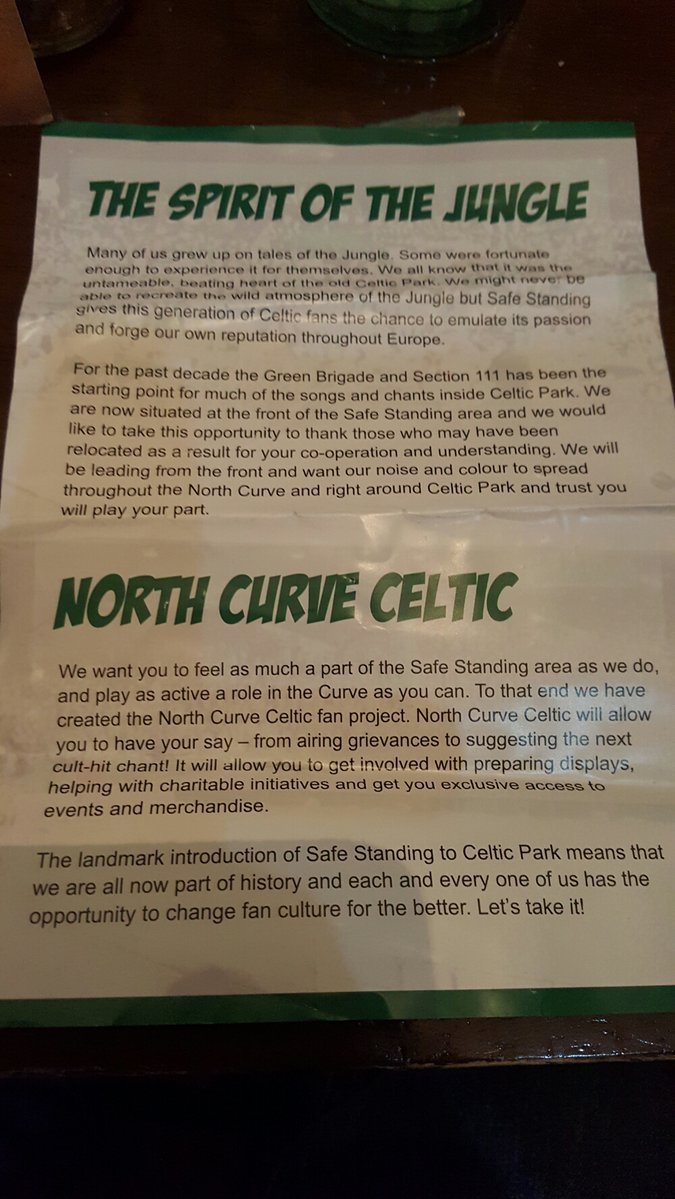 THE SPIRIT OF THE JUNGLE
Many of us grew up on tales of the Jungle. Some were fortunate
enough to experience it for themselves. We all know that it was the
untameable, beating heart of the old Celtic Park. We might never be
able to recreate the wild atmosphere of the Jungle but Safe Standing
gives this generation of Celtic fans the chance to emulate its passion
and forge our own reputation throughout Europe.
For the past decade the Green Brigade and Section 111 has been the
starting point for much of the songs and chants inside Celtic Park. We
are now situated at the front of the Safe Standing area and we would
like to take this opportunity to thank those who may have been
relocated as a result for your co-operation and understanding. We will
be leading from the front and want our noise and colour to spread
throughout the North Curve and right around Celtic Park and trust you
will play your part.
NORTH CURVE CELTIC
We want you to feel as much a part of the Safe Standing area as we do,
and play as active a role in the Curve as you can. To that end we have
created the North Curve Celtic fan project. North Curve Celtic will allow
you to have your say – from airing grievances to suggesting the next
cult-hit chant! It will allow you to get involved with preparing displays,
helping with charitable initiatives and get you exclusive access to
events and merchandise.
The landmark introduction of Safe Standing to Celtic Park means that
we are all now part of history and each and every one of us has the
opportunity to change fan culture for the better. Let's take it!